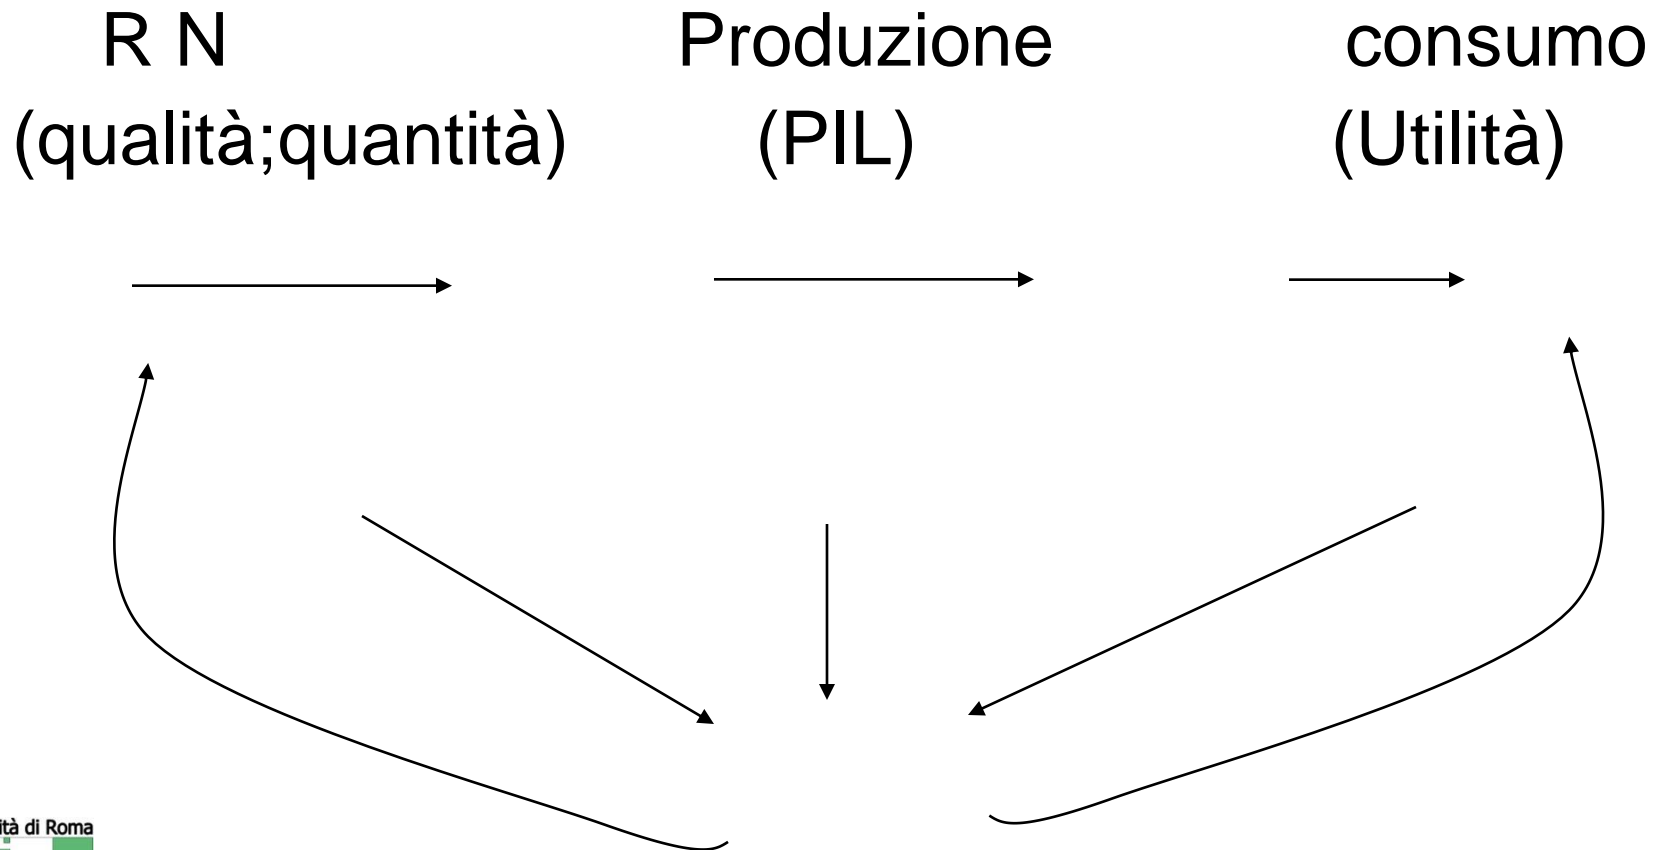 R N Produzione consumo
(qualità;quantità) (PIL) (Utilità)
ità di Roma